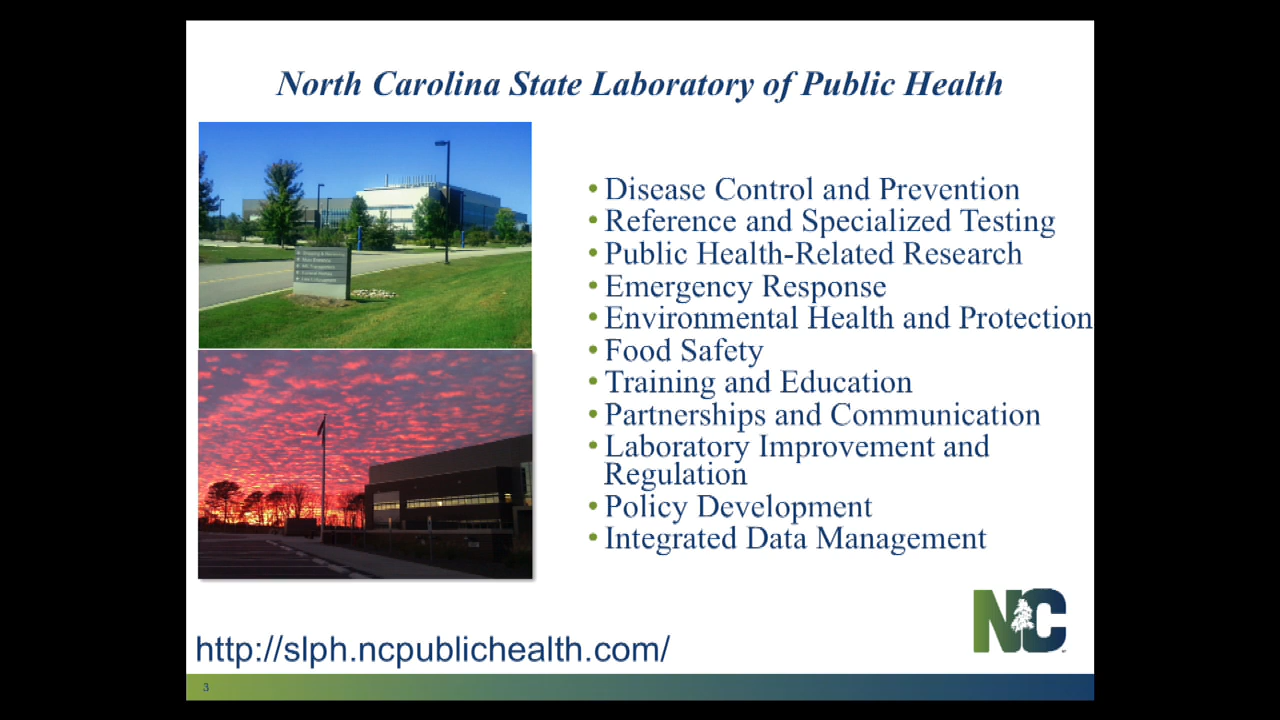 North Carolina State Laboratory of Public Health
• Disease Control and Prevention
• Reference and Specialized Testing
• Public Health-Related Research
• Emergency Response
• Environmental Health and Protection
• Food Safety
• Training and Education
• Partnerships and Communication
• Laboratory Improvement and
Regulation
• Policy Development
• Integrated Data Management
NC
http://slph.ncpublichealth.com/
3